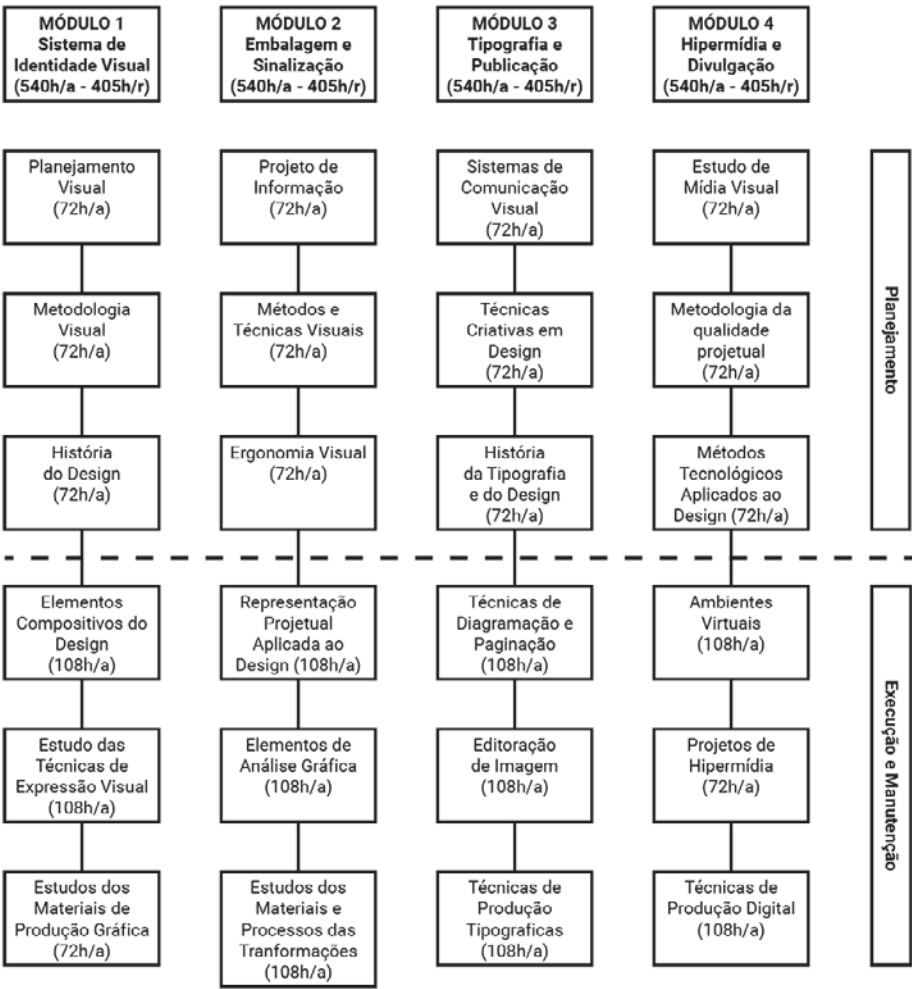 MÓDULO 1
Sistema de
Identidade Visual
(540h/a - 405h/r)
MÓDULO 2
Embalagem e
Sinalização
(540h/a - 405h/r)
MÓDULO 3
Tipografia e
Publicação
(540h/a - 405h/r)
MÓDULO 4
Hipermídia e
Divulgação
(540h/a - 405h/r)
Planejamento
Visual
(72h/a)
Projeto de
Informação
(72h/a)
Sistemas de
Comunicação
Visual
(72h/a)
Estudo de
Mídia Visual
(72h/a)
Metodologia
Visual
(72h/a)
Métodos e
Técnicas Visuais
(72h/a)
Técnicas
Criativas em
Design
(72h/a)
Metodologia da
qualidade
projetual
(72h/a)
História
do Design
(72h/a)
Ergonomia Visual
(72h/a)
História
da Tipografia
e do Design
(72h/a)
Métodos
Tecnológicos
Aplicados ao
Design (72h/a)
Planejamento
Elementos
Compositivos do
Design
(108h/a)
Representação
Projetual
Aplicada ao
Design (108h/a)
Técnicas de
Diagramação e
Paginação
(108h/a)
Ambientes
Virtuais
(108h/a)
Estudo das
Técnicas de
Expressão Visual
(108h/a)
Elementos de
Análise Gráfica
(108h/a)
Editoração
de Imagem
(108h/a)
Projetos de
Hipermídia
(72h/a)
Estudos dos
Materiais de
Produção Gráfica
(72h/a)
Estudos dos
Materiais e
Processos das
Tranformações
(108h/a)
Técnicas de
Produção
Tipograficas
(108h/a)
Técnicas de
Produção Digital
(108h/a)
Execução e Manutenção